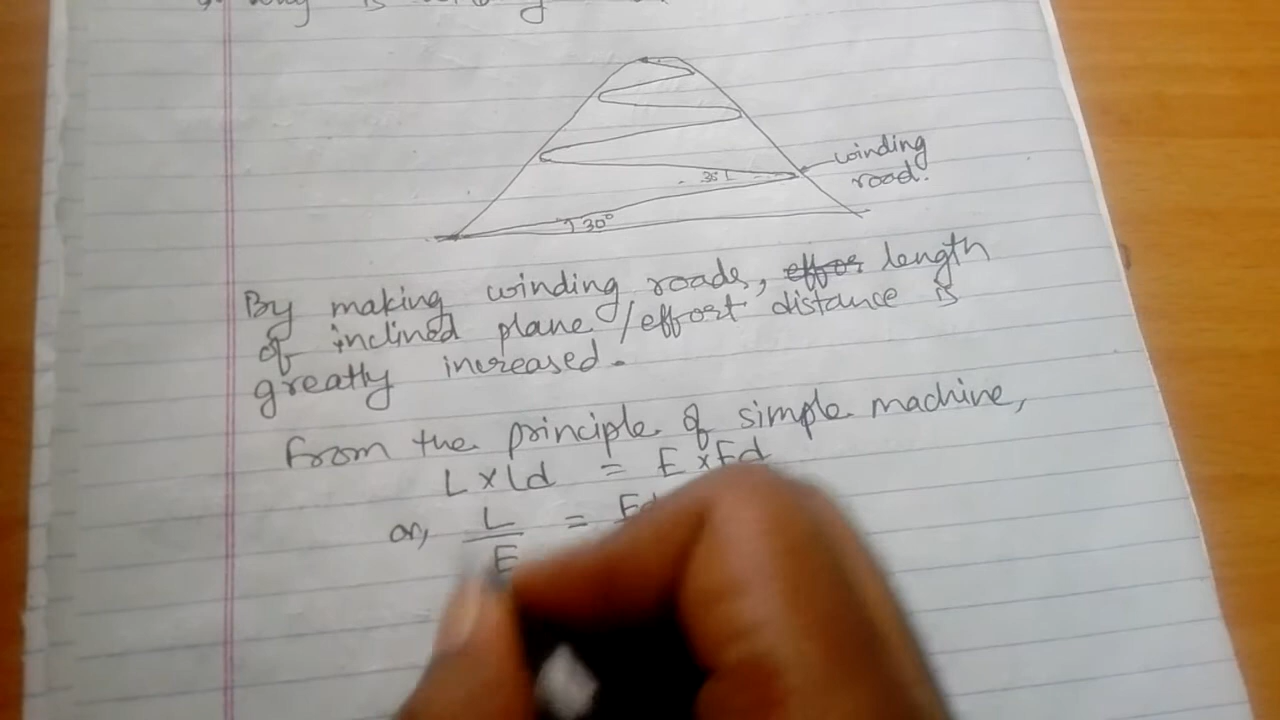 winding
road.
30°
By making winding roads, length
of inclined plane / effort distance is
greatly increased.
from the principle of simple machine,
L × Ld = E × Ed
or, L = Ed
E